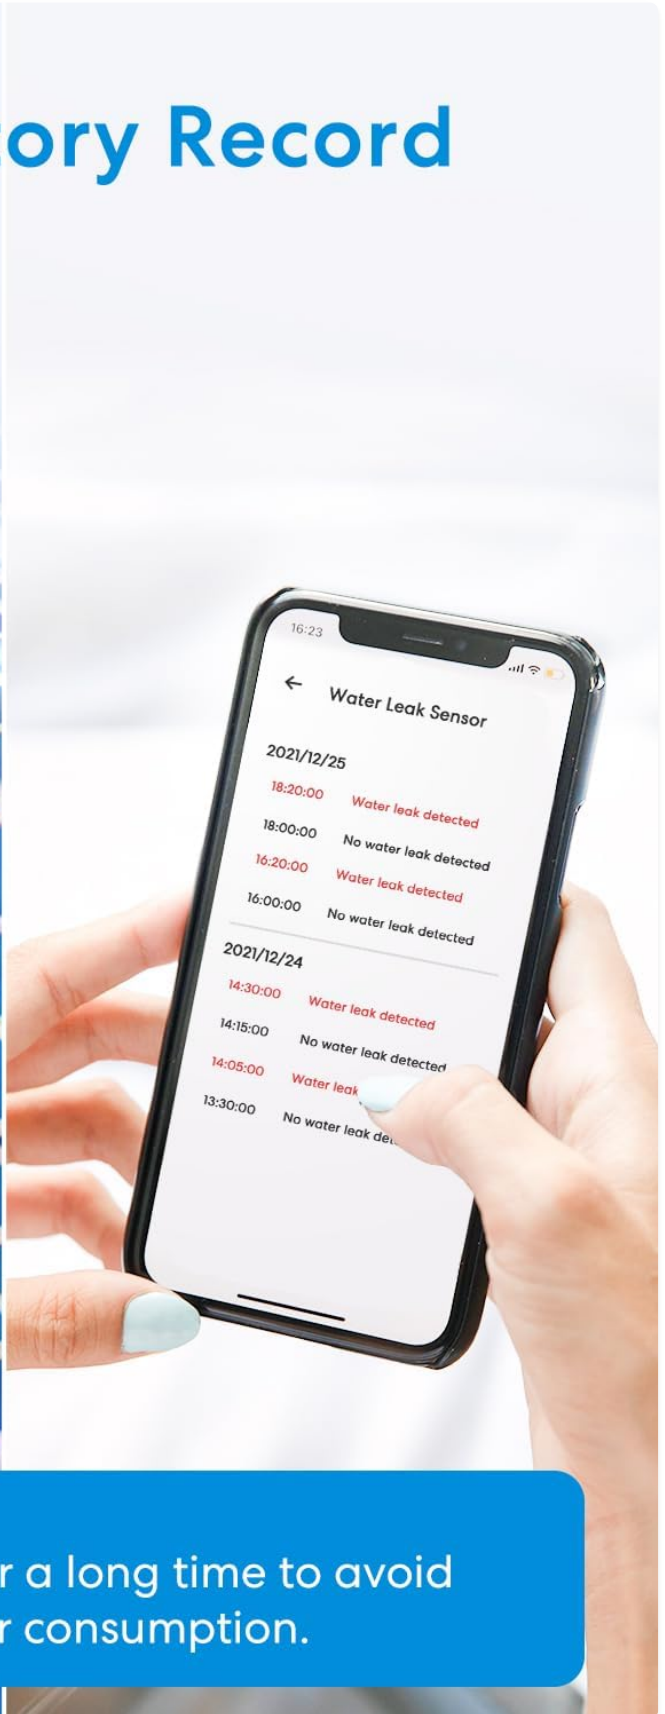 ory Record
16:23
← Water Leak Sensor
2021/12/25
18:20:00 Water leak detected
18:00:00 No water leak detected
16:20:00 Water leak detected
16:00:00 No water leak detected
2021/12/24
14:30:00 Water leak detected
14:15:00 No water leak detected
14:05:00 Water leak
13:30:00 No water leak det
r a long time to avoid
r consumption.